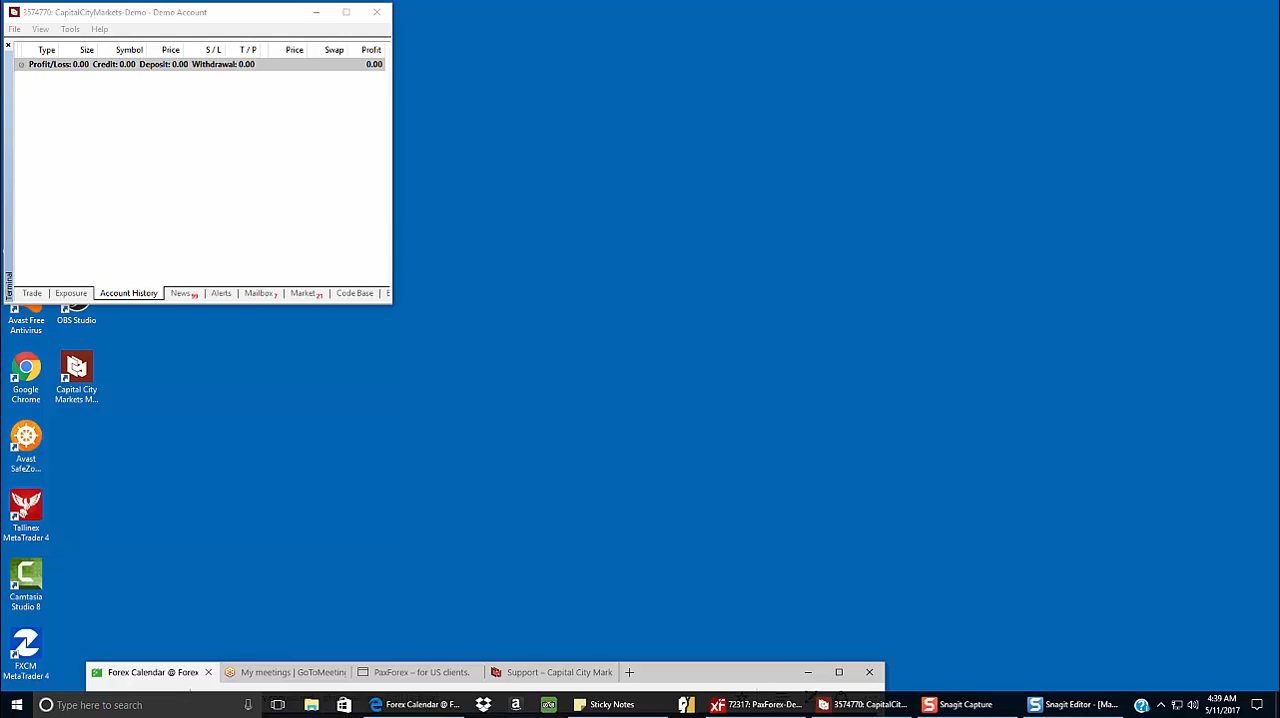 3574770: CapitalCityMarkets-Demo - Demo Account
File View Tools Help
Type Size Symbol Price S / L T / P Price Swap Profit
Profit/Loss: 0.00 Credit: 0.00 Deposit: 0.00 Withdrawal: 0.00 0.00
Terminal
Trade Exposure Account History News 99 Alerts Mailbox 7 Market 21 Code Base E
Avast Free
Antivirus
OBS Studio
Google
Chrome
Capital City
Markets M...
Avast
SafeZo...
Tallinex
MetaTrader 4
Camtasia
Studio 8
FXCM
MetaTrader 4
Forex Calendar @ Forex My meetings | GoToMeeting PaxForex – for US clients. Support – Capital City Mark
Type here to search Forex Calendar @ F... Sticky Notes 72317: PaxForex-De... 3574770: CapitalCit... Snagit Capture Snagit Editor - [Ma... 4:39 AM
5/11/2017